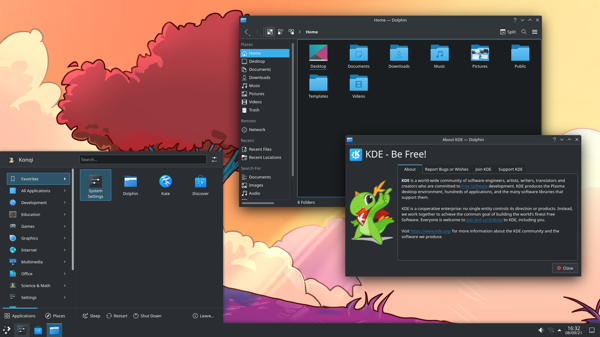 Home — Dolphin
Home
Split
Places
Home
Desktop
Documents
Downloads
Music
Pictures
Videos
Trash
Remote
Network
Recent
Recent Files
Recent Locations
Search For
Documents
Images
Audio
Desktop
Documents
Downloads
Music
Pictures
Public
Templates
Videos
8 Folders
About KDE — Dolphin
KDE - Be Free!
About
Report Bugs or Wishes
Join KDE
Support KDE
KDE is a world-wide community of software engineers, artists, writers, translators and
creators who are committed to Free Software development. KDE produces the Plasma
desktop environment, hundreds of applications, and the many software libraries that
support them.
KDE is a cooperative enterprise: no single entity controls its direction or products. Instead,
we work together to achieve the common goal of building the world's finest Free
Software. Everyone is welcome to join and contribute to KDE, including you.
Visit https://www.kde.org/ for more information about the KDE community and the
software we produce.
Close
Konqi
Search...
Favorites
All Applications
Development
Education
Games
Graphics
Internet
Multimedia
Office
Science & Math
Settings
System
Settings
Dolphin
Kate
Discover
Applications
Places
Sleep
Restart
Shut Down
Leave...
16:32
08/09/21